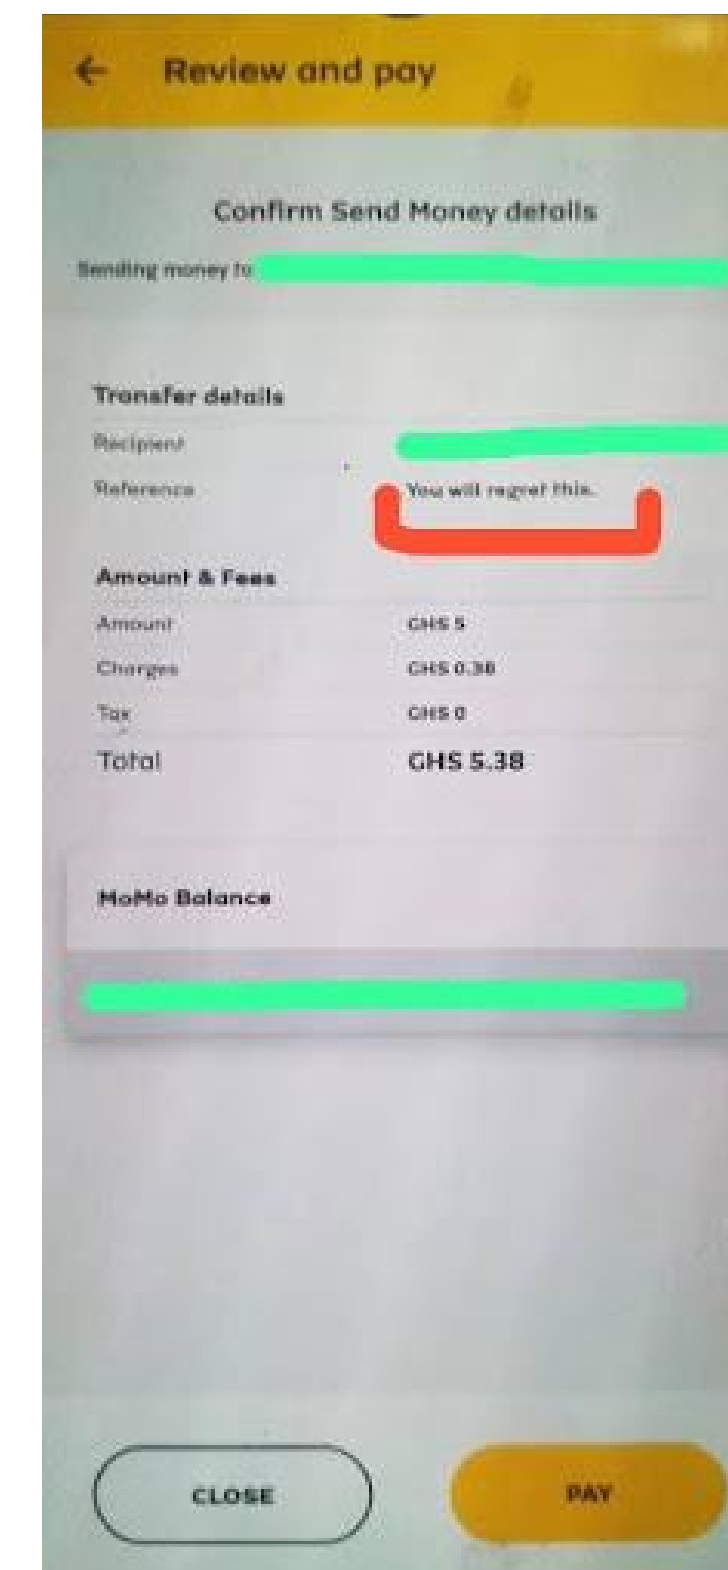 Review and pay
Confirm Send Money details
Sending money to
Transfer details
Recipient
Reference You will regret this.
Amount & Fees
Amount GHS 5
Charges GHS 0.38
Tax GHS 0
Total GHS 5.38
MoMo Balance
CLOSE PAY